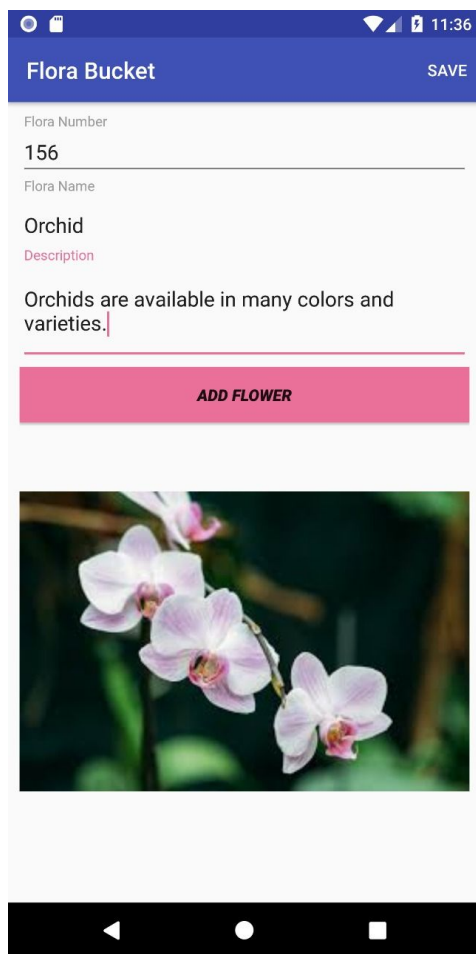 11:36
Flora Bucket
SAVE
Flora Number
156
Flora Name
Orchid
Description
Orchids are available in many colors and
varieties.
ADD FLOWER